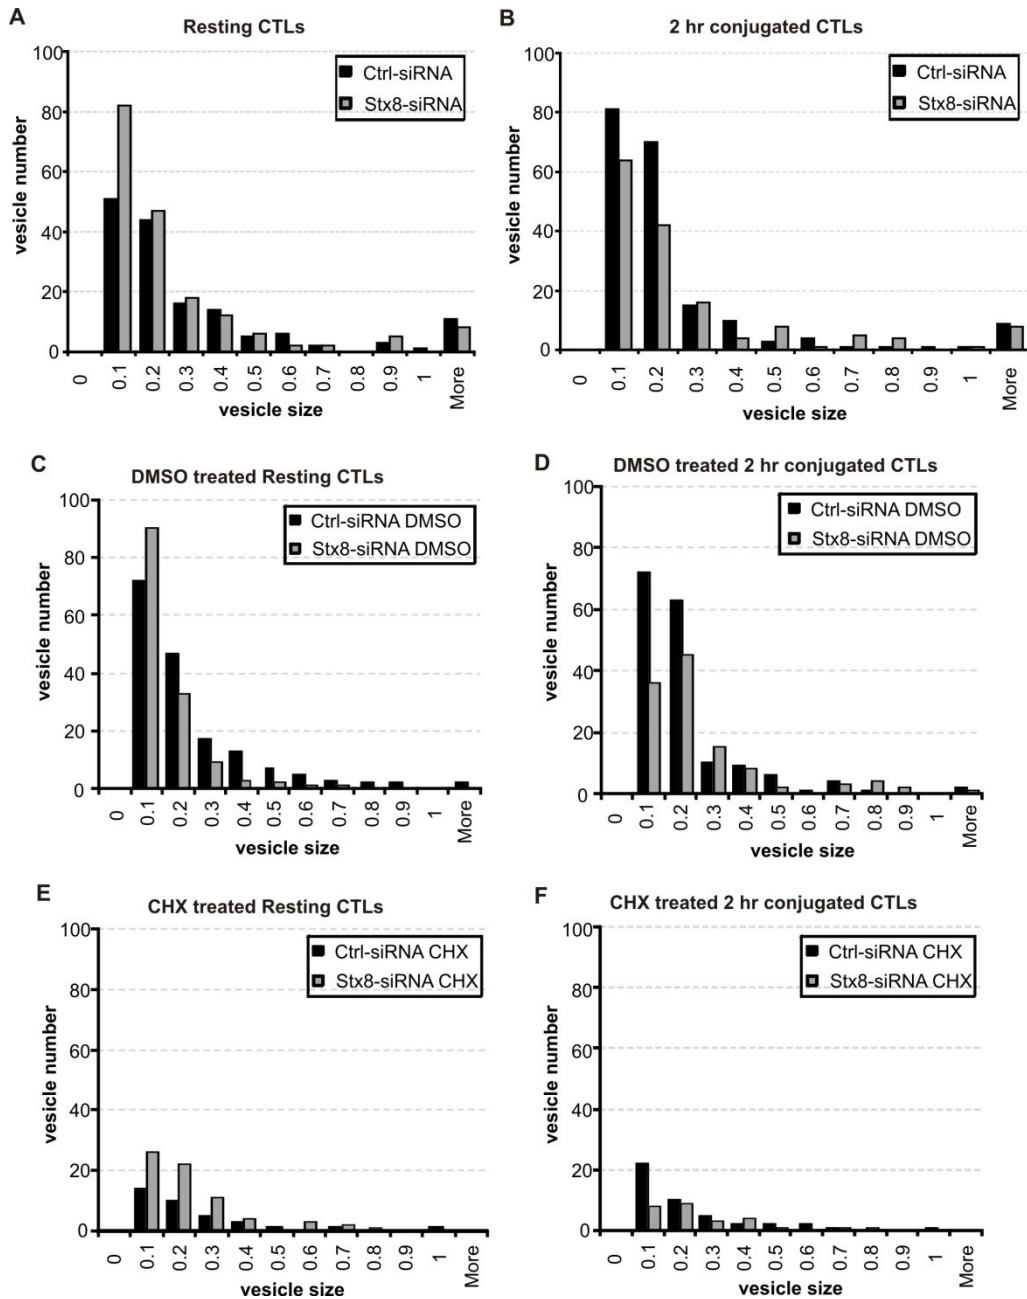 A
Resting CTLs
Ctrl-siRNA
Stx8-siRNA
vesicle number
100
80
60
40
20
0
0 0.1 0.2 0.3 0.4 0.5 0.6 0.7 0.8 0.9 1 More
vesicle size
B
2 hr conjugated CTLs
Ctrl-siRNA
Stx8-siRNA
vesicle number
100
80
60
40
20
0
0 0.1 0.2 0.3 0.4 0.5 0.6 0.7 0.8 0.9 1 More
vesicle size
C
DMSO treated Resting CTLs
Ctrl-siRNA DMSO
Stx8-siRNA DMSO
vesicle number
100
80
60
40
20
0
0 0.1 0.2 0.3 0.4 0.5 0.6 0.7 0.8 0.9 1 More
vesicle size
D
DMSO treated 2 hr conjugated CTLs
Ctrl-siRNA DMSO
Stx8-siRNA DMSO
vesicle number
100
80
60
40
20
0
0 0.1 0.2 0.3 0.4 0.5 0.6 0.7 0.8 0.9 1 More
vesicle size
E
CHX treated Resting CTLs
Ctrl-siRNA CHX
Stx8-siRNA CHX
vesicle number
100
80
60
40
20
0
0 0.1 0.2 0.3 0.4 0.5 0.6 0.7 0.8 0.9 1 More
vesicle size
F
CHX treated 2 hr conjugated CTLs
Ctrl-siRNA CHX
Stx8-siRNA CHX
vesicle number
100
80
60
40
20
0
0 0.1 0.2 0.3 0.4 0.5 0.6 0.7 0.8 0.9 1 More
vesicle size